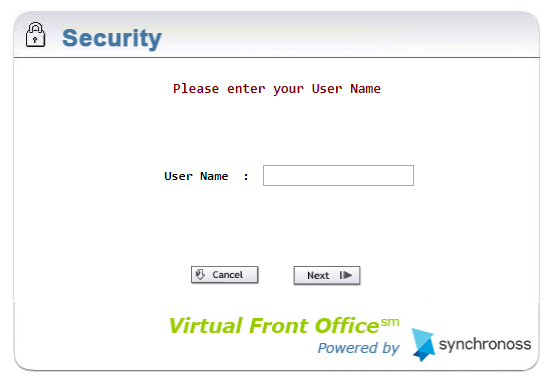 Security
Please enter your User Name
User Name :
Cancel Next
Virtual Front Office℠
Powered by synchronoss